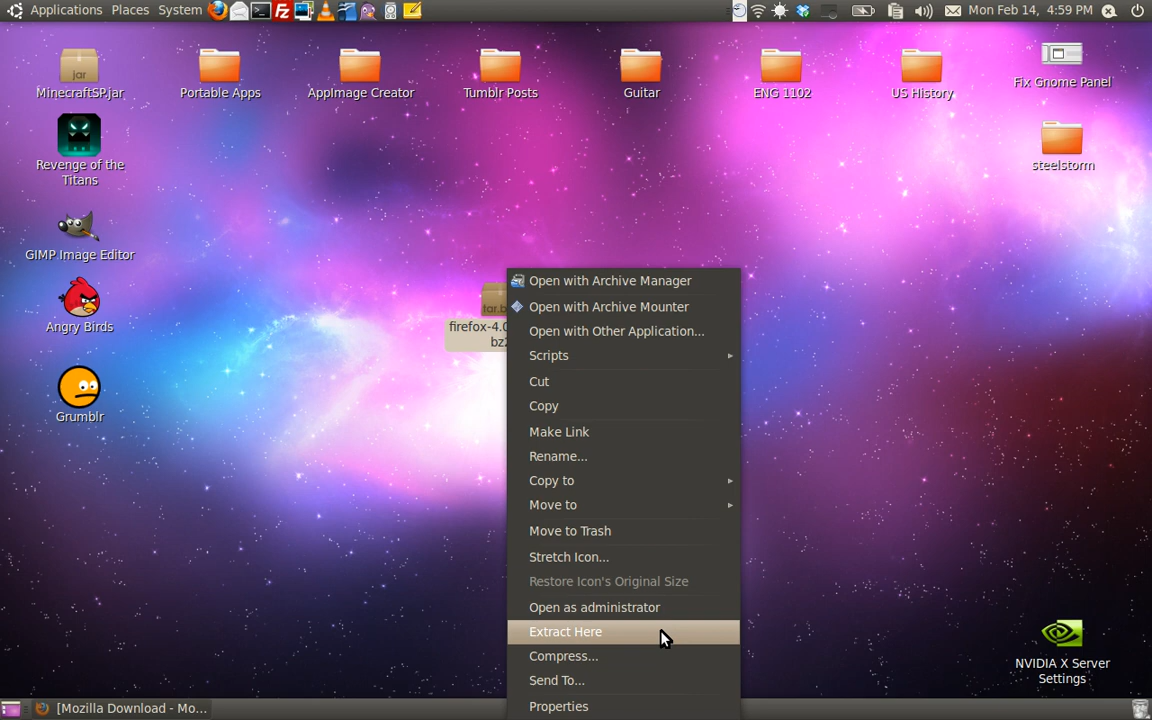 Applications Places System
Mon Feb 14, 4:59 PM
jar
MinecraftSP.jar
Portable Apps
AppImage Creator
Tumblr Posts
Guitar
ENG 1102
US History
Fix Gnome Panel
Revenge of the
Titans
steelstorm
GIMP Image Editor
Angry Birds
Grumblr
tar.b
firefox-4.0
bz2
Open with Archive Manager
Open with Archive Mounter
Open with Other Application...
Scripts
Cut
Copy
Make Link
Rename...
Copy to
Move to
Move to Trash
Stretch Icon...
Restore Icon's Original Size
Open as administrator
Extract Here
Compress...
Send To...
Properties
NVIDIA X Server
Settings
[Mozilla Download - Mo...